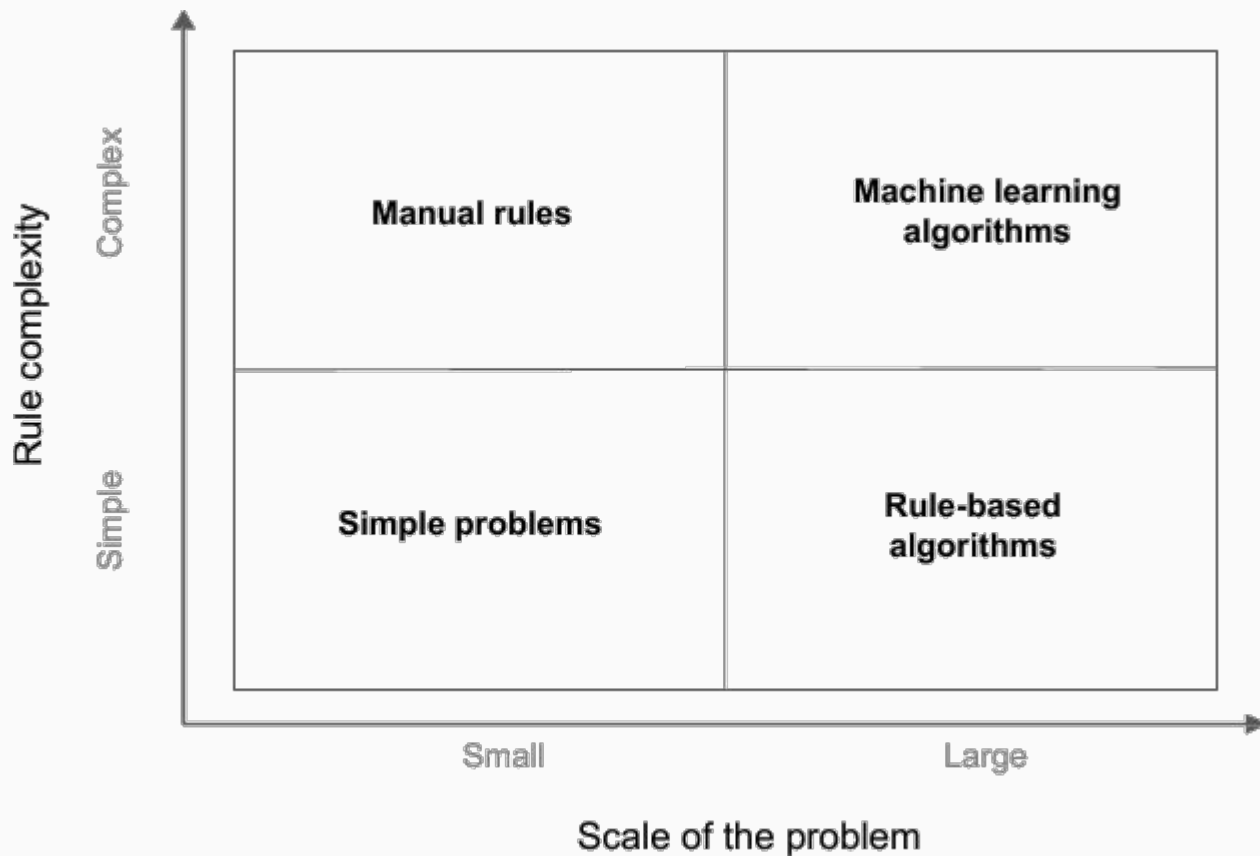 Rule complexity
Complex
Simple
Manual rules
Machine learning
algorithms
Simple problems
Rule-based
algorithms
Small
Large
Scale of the problem